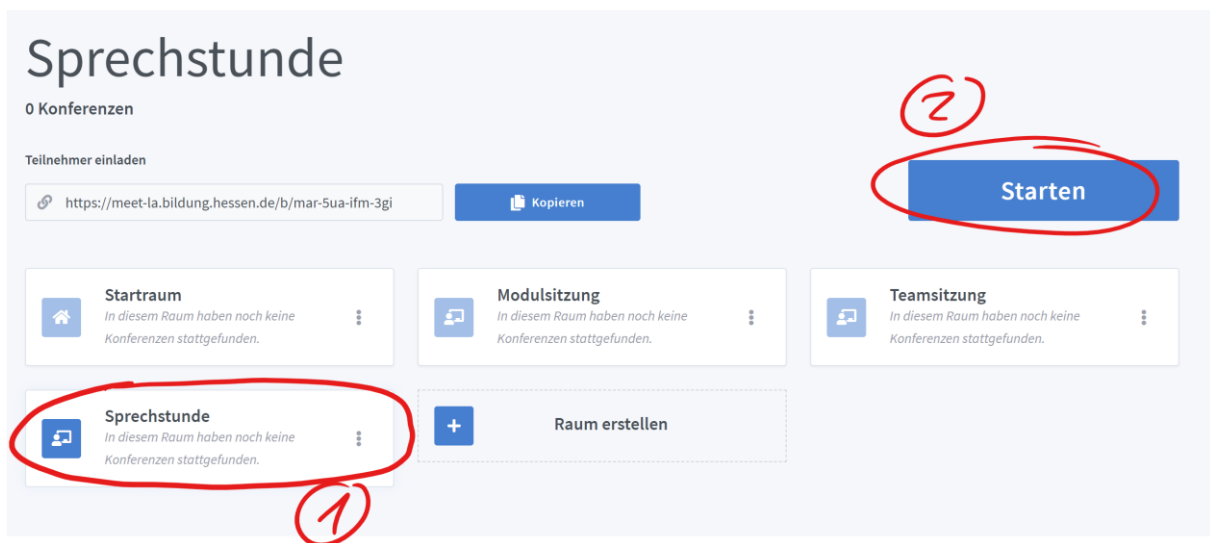 Sprechstunde
0 Konferenzen
2
Teilnehmer einladen
https://meet-la.bildung.hessen.de/b/mar-5ua-ifm-3gi
Kopieren
Starten
Startraum
In diesem Raum haben noch keine
Konferenzen stattgefunden.
Modulsitzung
In diesem Raum haben noch keine
Konferenzen stattgefunden.
Teamsitzung
In diesem Raum haben noch keine
Konferenzen stattgefunden.
Sprechstunde
In diesem Raum haben noch keine
Konferenzen stattgefunden.
Raum erstellen
1